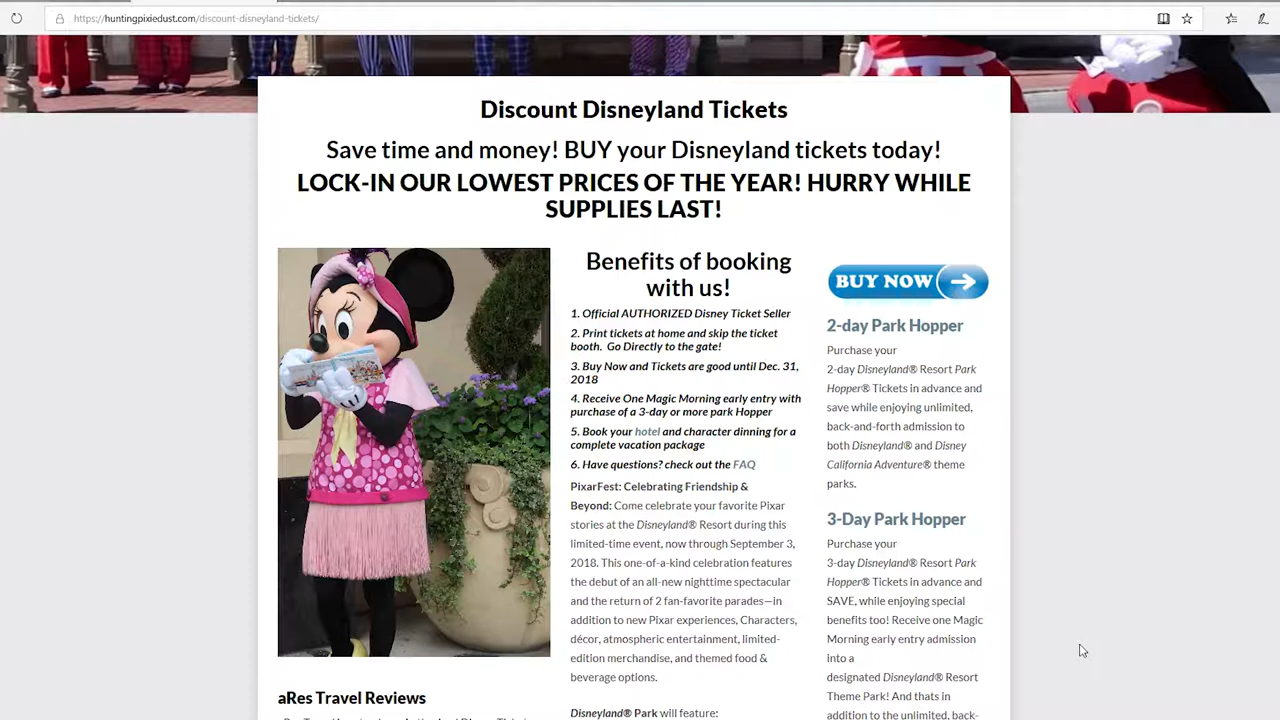 https://huntingpixiedust.com/discount-disneyland-tickets/
Discount Disneyland Tickets
Save time and money! BUY your Disneyland tickets today!
LOCK-IN OUR LOWEST PRICES OF THE YEAR! HURRY WHILE
SUPPLIES LAST!
Benefits of booking
with us!
1. Official AUTHORIZED Disney Ticket Seller
2. Print tickets at home and skip the ticket
booth. Go Directly to the gate!
3. Buy Now and Tickets are good until Dec. 31,
2018
4. Receive One Magic Morning early entry with
purchase of a 3-day or more park Hopper
5. Book your hotel and character dinning for a
complete vacation package
6. Have questions? check out the FAQ
PixarFest: Celebrating Friendship &
Beyond: Come celebrate your favorite Pixar
stories at the Disneyland® Resort during this
limited-time event, now through September 3,
2018. This one-of-a-kind celebration features
the debut of an all-new nighttime spectacular
and the return of 2 fan-favorite parades—in
addition to new Pixar experiences, Characters,
décor, atmospheric entertainment, limited-
edition merchandise, and themed food &
beverage options.
Disneyland® Park will feature:
BUY NOW
2-day Park Hopper
Purchase your
2-day Disneyland® Resort Park
Hopper® Tickets in advance and
save while enjoying unlimited,
back-and-forth admission to
both Disneyland® and Disney
California Adventure® theme
parks.
3-Day Park Hopper
Purchase your
3-day Disneyland® Resort Park
Hopper® Tickets in advance and
SAVE, while enjoying special
benefits too! Receive one Magic
Morning early entry admission
into a
designated Disneyland® Resort
Theme Park! And thats in
addition to the unlimited, back-
aRes Travel Reviews